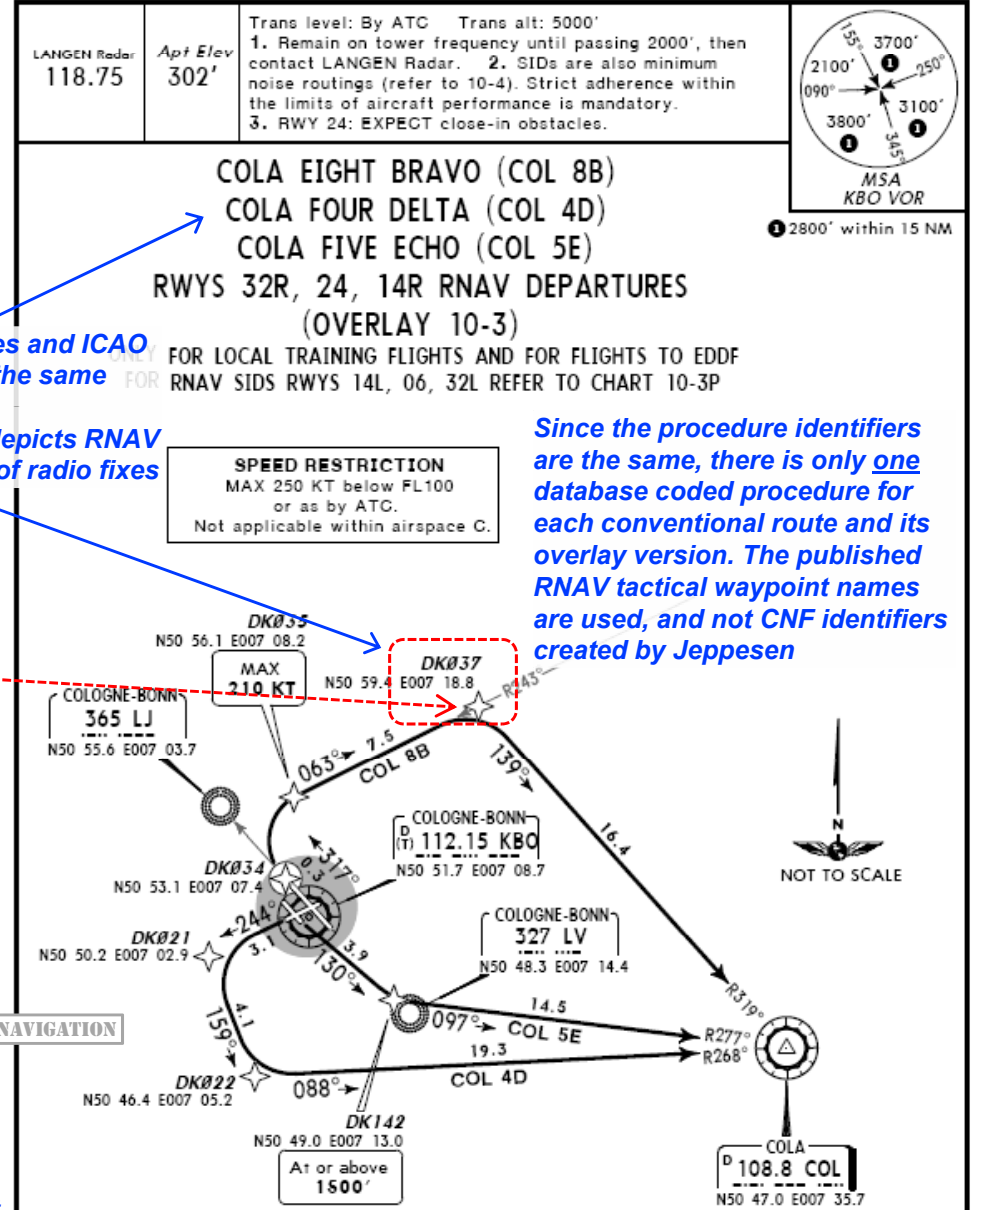 LANGEN Radar
118.75
Apt Elev
302'
Trans level: By ATC Trans alt: 5000'
1. Remain on tower frequency until passing 2000', then
contact LANGEN Radar. 2. SIDs are also minimum
noise routings (refer to 10-4). Strict adherence within
the limits of aircraft performance is mandatory.
3. RWY 24: EXPECT close-in obstacles.
155°
3700'
1
2100'
250°
090°
3100'
1
3800'
1
345°
MSA
KBO VOR
1 2800' within 15 NM
COLA EIGHT BRAVO (COL 8B)
COLA FOUR DELTA (COL 4D)
COLA FIVE ECHO (COL 5E)
RWYS 32R, 24, 14R RNAV DEPARTURES
(OVERLAY 10-3)
ONLY FOR LOCAL TRAINING FLIGHTS AND FOR FLIGHTS TO EDDF
FOR RNAV SIDS RWYS 14L, 06, 32L REFER TO CHART 10-3P
es and ICAO
the same
depicts RNAV
of radio fixes
SPEED RESTRICTION
MAX 250 KT below FL100
or as by ATC.
Not applicable within airspace C.
Since the procedure identifiers
are the same, there is only one
database coded procedure for
each conventional route and its
overlay version. The published
RNAV tactical waypoint names
are used, and not CNF identifiers
created by Jeppesen
DKØ35
N50 56.1 E007 08.2
MAX
210 KT
DKØ37
N50 59.4 E007 18.8
R243°
COLOGNE-BONN
365 LJ
N50 55.6 E007 03.7
063°
7.5
COL 8B
139°
16.4
COLOGNE-BONN
D
(T) 112.15 KBO
N50 51.7 E007 08.7
N
NOT TO SCALE
DKØ34
N50 53.1 E007 07.4
0.3
317°
244°
3.1
DKØ21
N50 50.2 E007 02.9
3.9
130°
COLOGNE-BONN
327 LV
N50 48.3 E007 14.4
R319°
14.5
097°
COL 5E
R277°
R268°
4.1
159°
19.3
COL 4D
NAVIGATION
DKØ22
N50 46.4 E007 05.2
088°
DK142
N50 49.0 E007 13.0
At or above
1500'
COLA
D 108.8 COL
N50 47.0 E007 35.7